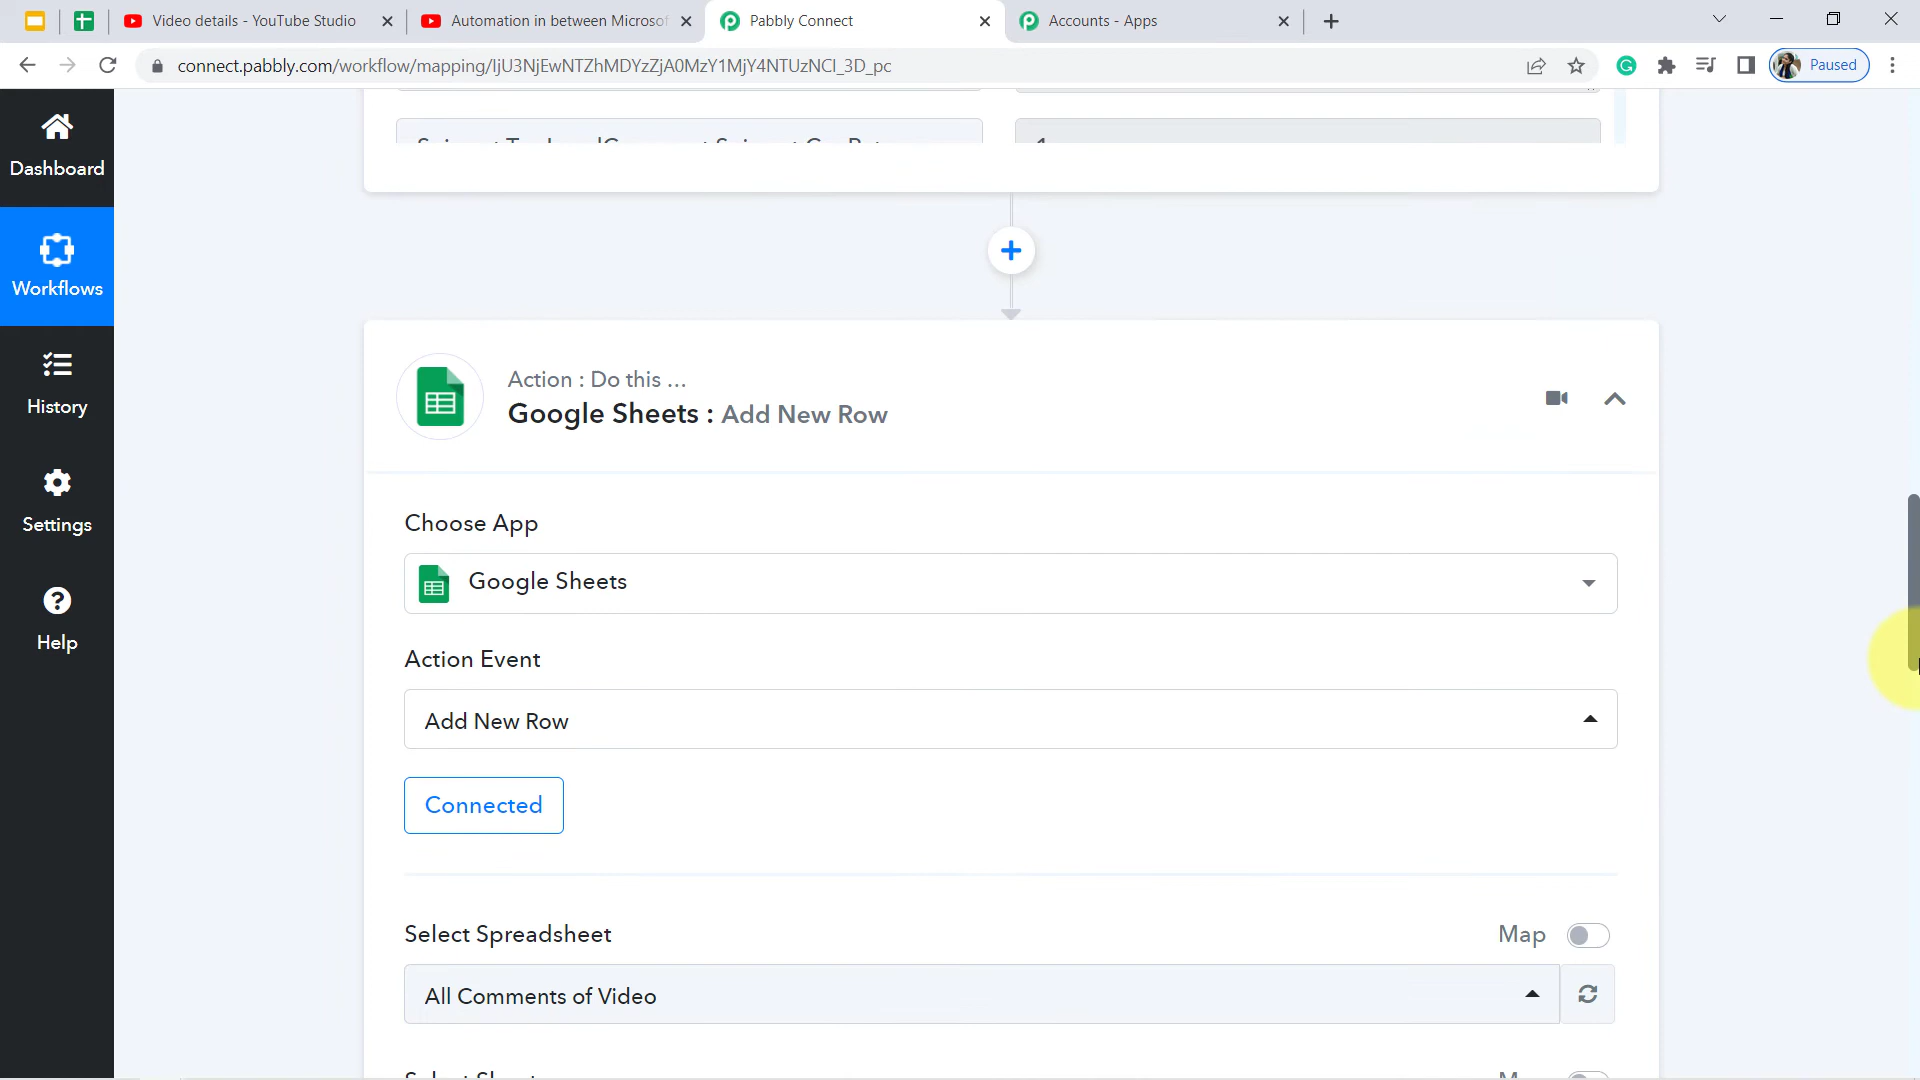 Video details - YouTube Studio
Automation in between Microsof
Pabbly Connect
Accounts - Apps
connect.pabbly.com/workflow/mapping/IjU3NjEwNTZhMDYzZjA0MzY1MjY4NTUzNCI_3D_pc
Paused
Dashboard
Workflows
History
Settings
Help
Action : Do this ...
Google Sheets : Add New Row
Choose App
Google Sheets
Action Event
Add New Row
Connected
Select Spreadsheet
Map
All Comments of Video